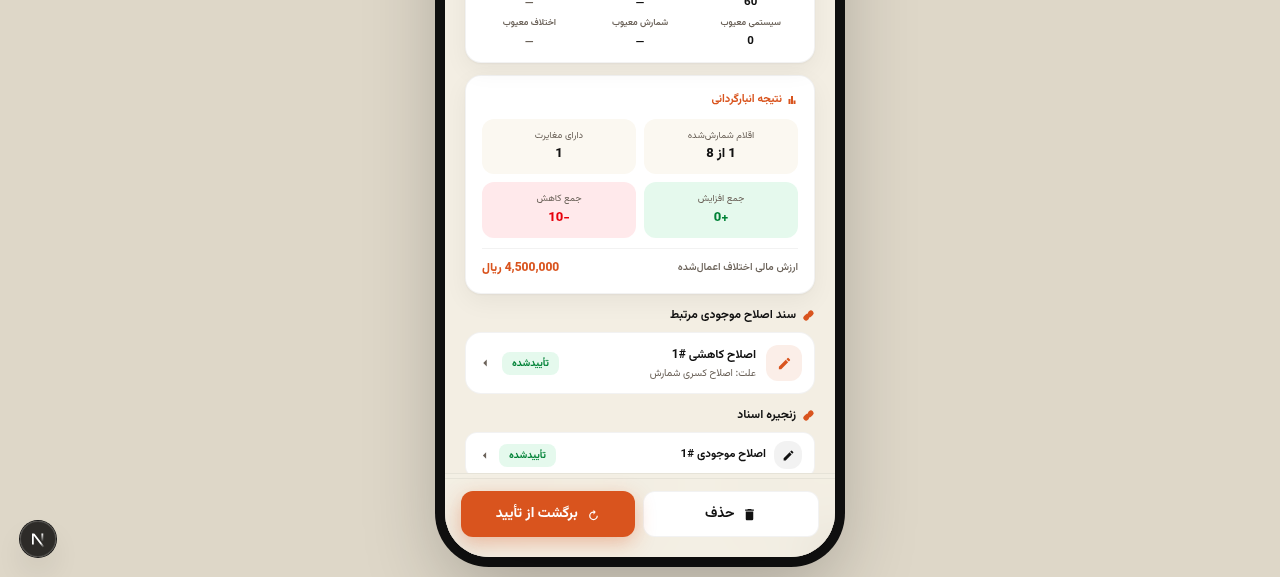 60 — —
سیستمی معیوب شمارش معیوب اختلاف معیوب
0 — —
نتیجه انبارگردانی
اقلام شمارش‌شده
1 از 8
دارای مغایرت
1
جمع افزایش
+0
جمع کاهش
−10
ارزش مالی اختلاف اعمال‌شده 4,500,000 ریال
سند اصلاح موجودی مرتبط
اصلاح کاهشی #1
علت: اصلاح کسری شمارش
تأییدشده
زنجیره اسناد
اصلاح موجودی #1
تأییدشده
حذف
برگشت از تأیید
N